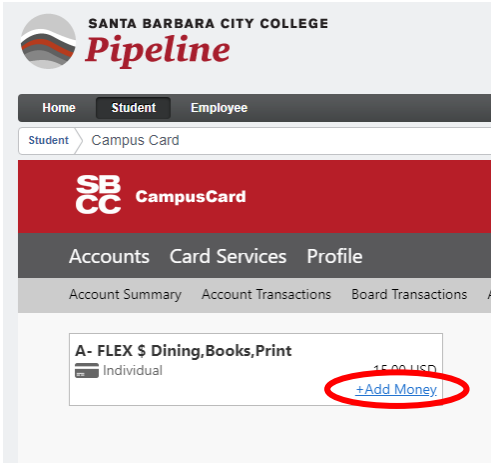 SANTA BARBARA CITY COLLEGE
Pipeline
Home Student Employee
Student Campus Card
SB
CC CampusCard
Accounts Card Services Profile
Account Summary Account Transactions Board Transactions
A- FLEX $ Dining,Books,Print
Individual 15.00 USD
+Add Money